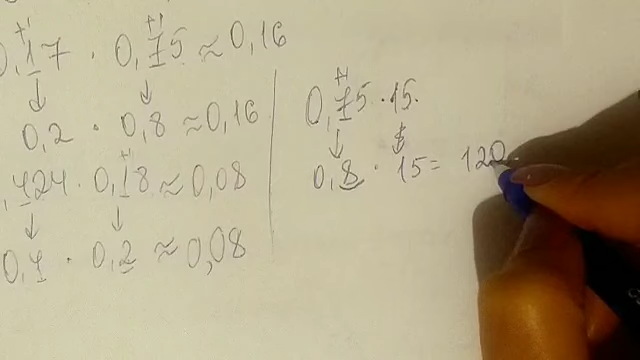 0,17 · 0,75 ≈ 0,16
0,2 · 0,8 ≈ 0,16
,424 · 0,18 ≈ 0,08
0,4 · 0,2 ≈ 0,08
0,75 · 15
0,8 · 15 = 120